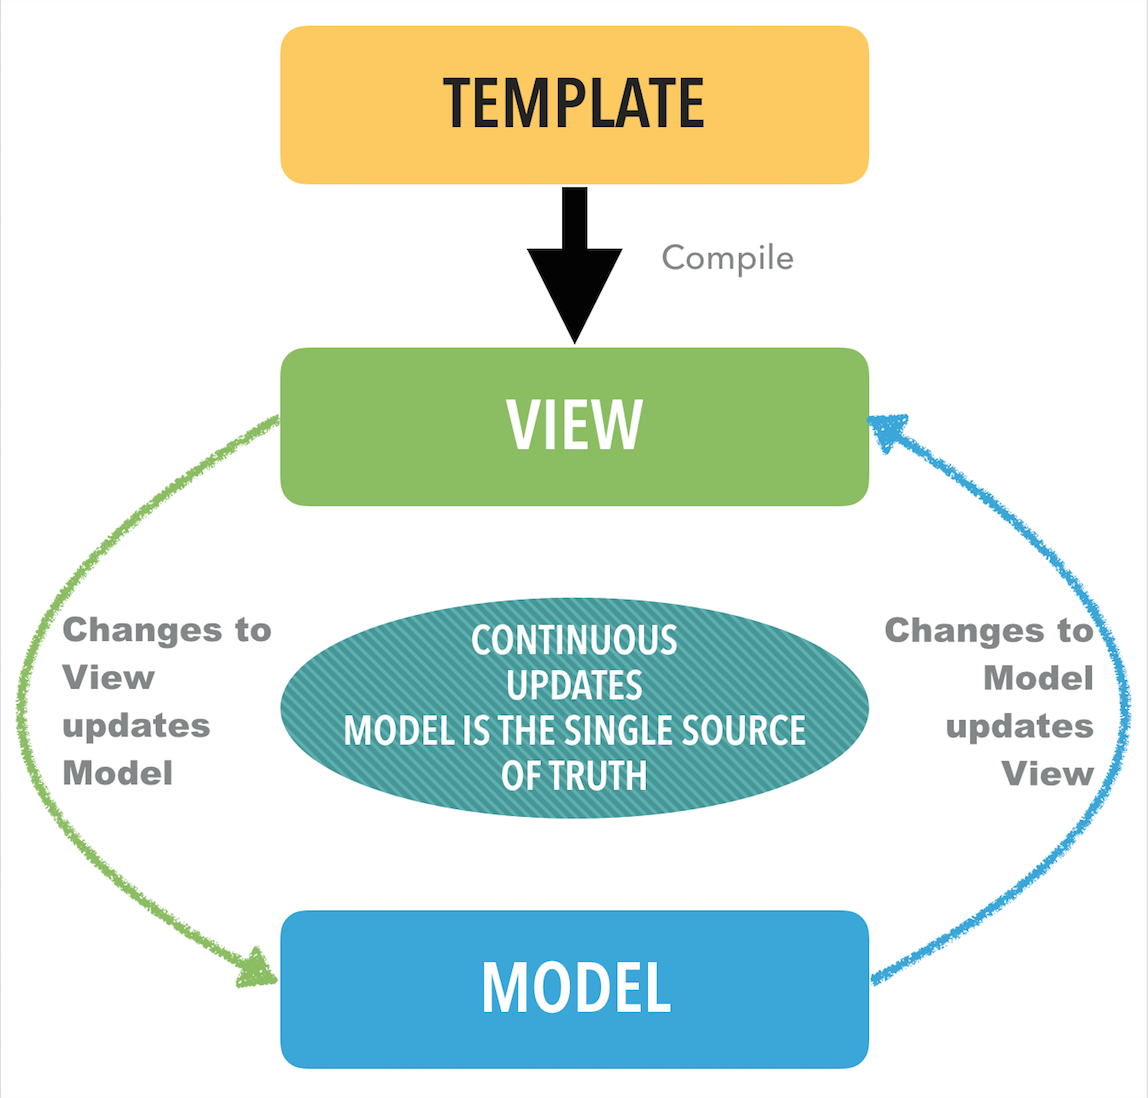 TEMPLATE
Compile
VIEW
Changes to
View
updates
Model
CONTINUOUS
UPDATES
MODEL IS THE SINGLE SOURCE
OF TRUTH
Changes to
Model
updates
View
MODEL